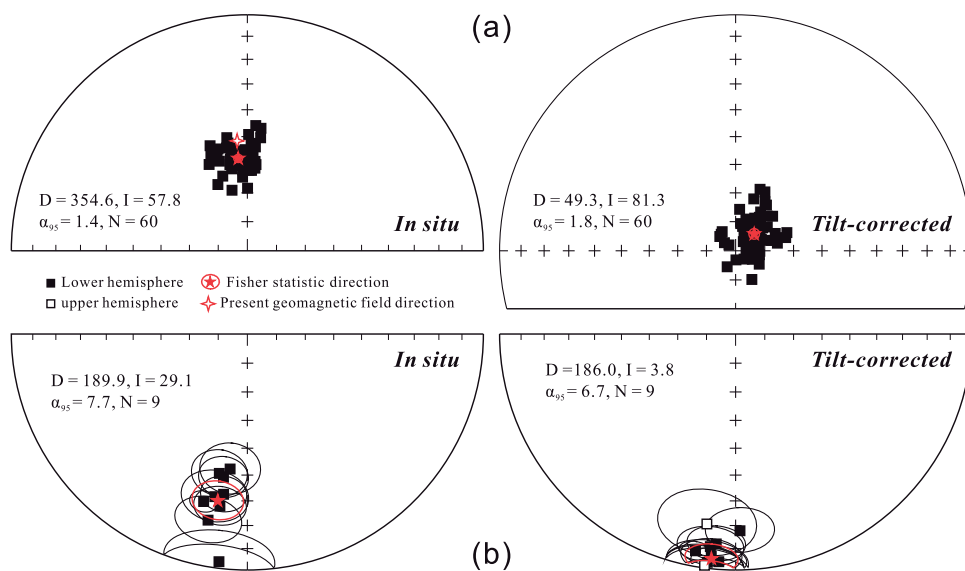 (a)
D = 354.6, I = 57.8
α95 = 1.4, N = 60
In situ
D = 49.3, I = 81.3
α95 = 1.8, N = 60
Tilt-corrected
Lower hemisphere
Fisher statistic direction
upper hemisphere
Present geomagnetic field direction
In situ
D = 189.9, I = 29.1
α95 = 7.7, N = 9
Tilt-corrected
D = 186.0, I = 3.8
α95 = 6.7, N = 9
(b)